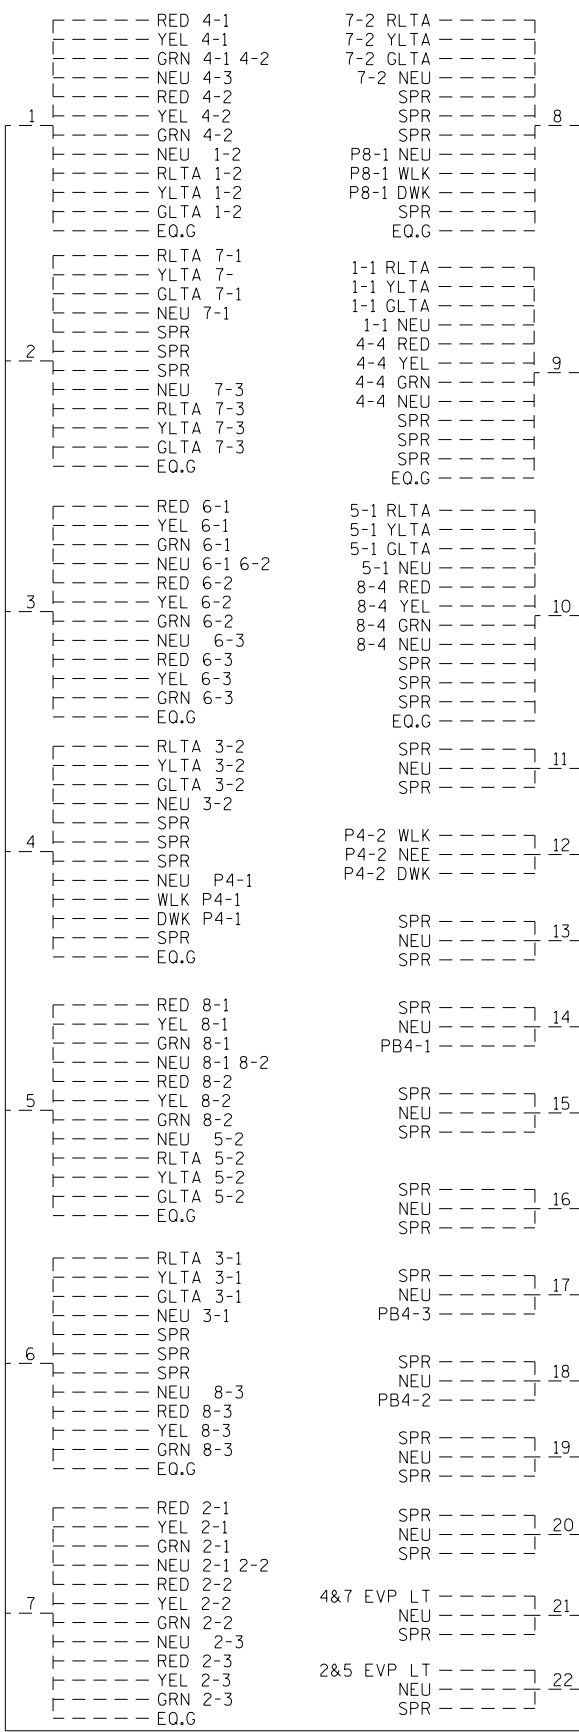 1
RED 4-1
YEL 4-1
GRN 4-1 4-2
NEU 4-3
RED 4-2
YEL 4-2
GRN 4-2
NEU 1-2
RLTA 1-2
YLTA 1-2
GLTA 1-2
EQ.G
2
RLTA 7-1
YLTA 7-
GLTA 7-1
NEU 7-1
SPR
SPR
SPR
NEU 7-3
RLTA 7-3
YLTA 7-3
GLTA 7-3
EQ.G
3
RED 6-1
YEL 6-1
GRN 6-1
NEU 6-1 6-2
RED 6-2
YEL 6-2
GRN 6-2
NEU 6-3
RED 6-3
YEL 6-3
GRN 6-3
EQ.G
4
RLTA 3-2
YLTA 3-2
GLTA 3-2
NEU 3-2
SPR
SPR
SPR
NEU P4-1
WLK P4-1
DWK P4-1
SPR
EQ.G
5
RED 8-1
YEL 8-1
GRN 8-1
NEU 8-1 8-2
RED 8-2
YEL 8-2
GRN 8-2
NEU 5-2
RLTA 5-2
YLTA 5-2
GLTA 5-2
EQ.G
6
RLTA 3-1
YLTA 3-1
GLTA 3-1
NEU 3-1
SPR
SPR
SPR
NEU 8-3
RED 8-3
YEL 8-3
GRN 8-3
EQ.G
7
RED 2-1
YEL 2-1
GRN 2-1
NEU 2-1 2-2
RED 2-2
YEL 2-2
GRN 2-2
NEU 2-3
RED 2-3
YEL 2-3
GRN 2-3
EQ.G
7-2 RLTA
7-2 YLTA
7-2 GLTA
7-2 NEU
SPR
SPR
SPR
P8-1 NEU
P8-1 WLK
P8-1 DWK
SPR
EQ.G
8
1-1 RLTA
1-1 YLTA
1-1 GLTA
1-1 NEU
4-4 RED
4-4 YEL
4-4 GRN
4-4 NEU
SPR
SPR
SPR
EQ.G
9
5-1 RLTA
5-1 YLTA
5-1 GLTA
5-1 NEU
8-4 RED
8-4 YEL
8-4 GRN
8-4 NEU
SPR
SPR
SPR
EQ.G
10
SPR
NEU
SPR
11
P4-2 WLK
P4-2 NEE
P4-2 DWK
12
SPR
NEU
SPR
13
SPR
NEU
PB4-1
14
SPR
NEU
SPR
15
SPR
NEU
SPR
16
SPR
NEU
PB4-3
17
SPR
NEU
PB4-2
18
SPR
NEU
SPR
19
SPR
NEU
SPR
20
4&7 EVP LT
NEU
SPR
21
2&5 EVP LT
NEU
SPR
22